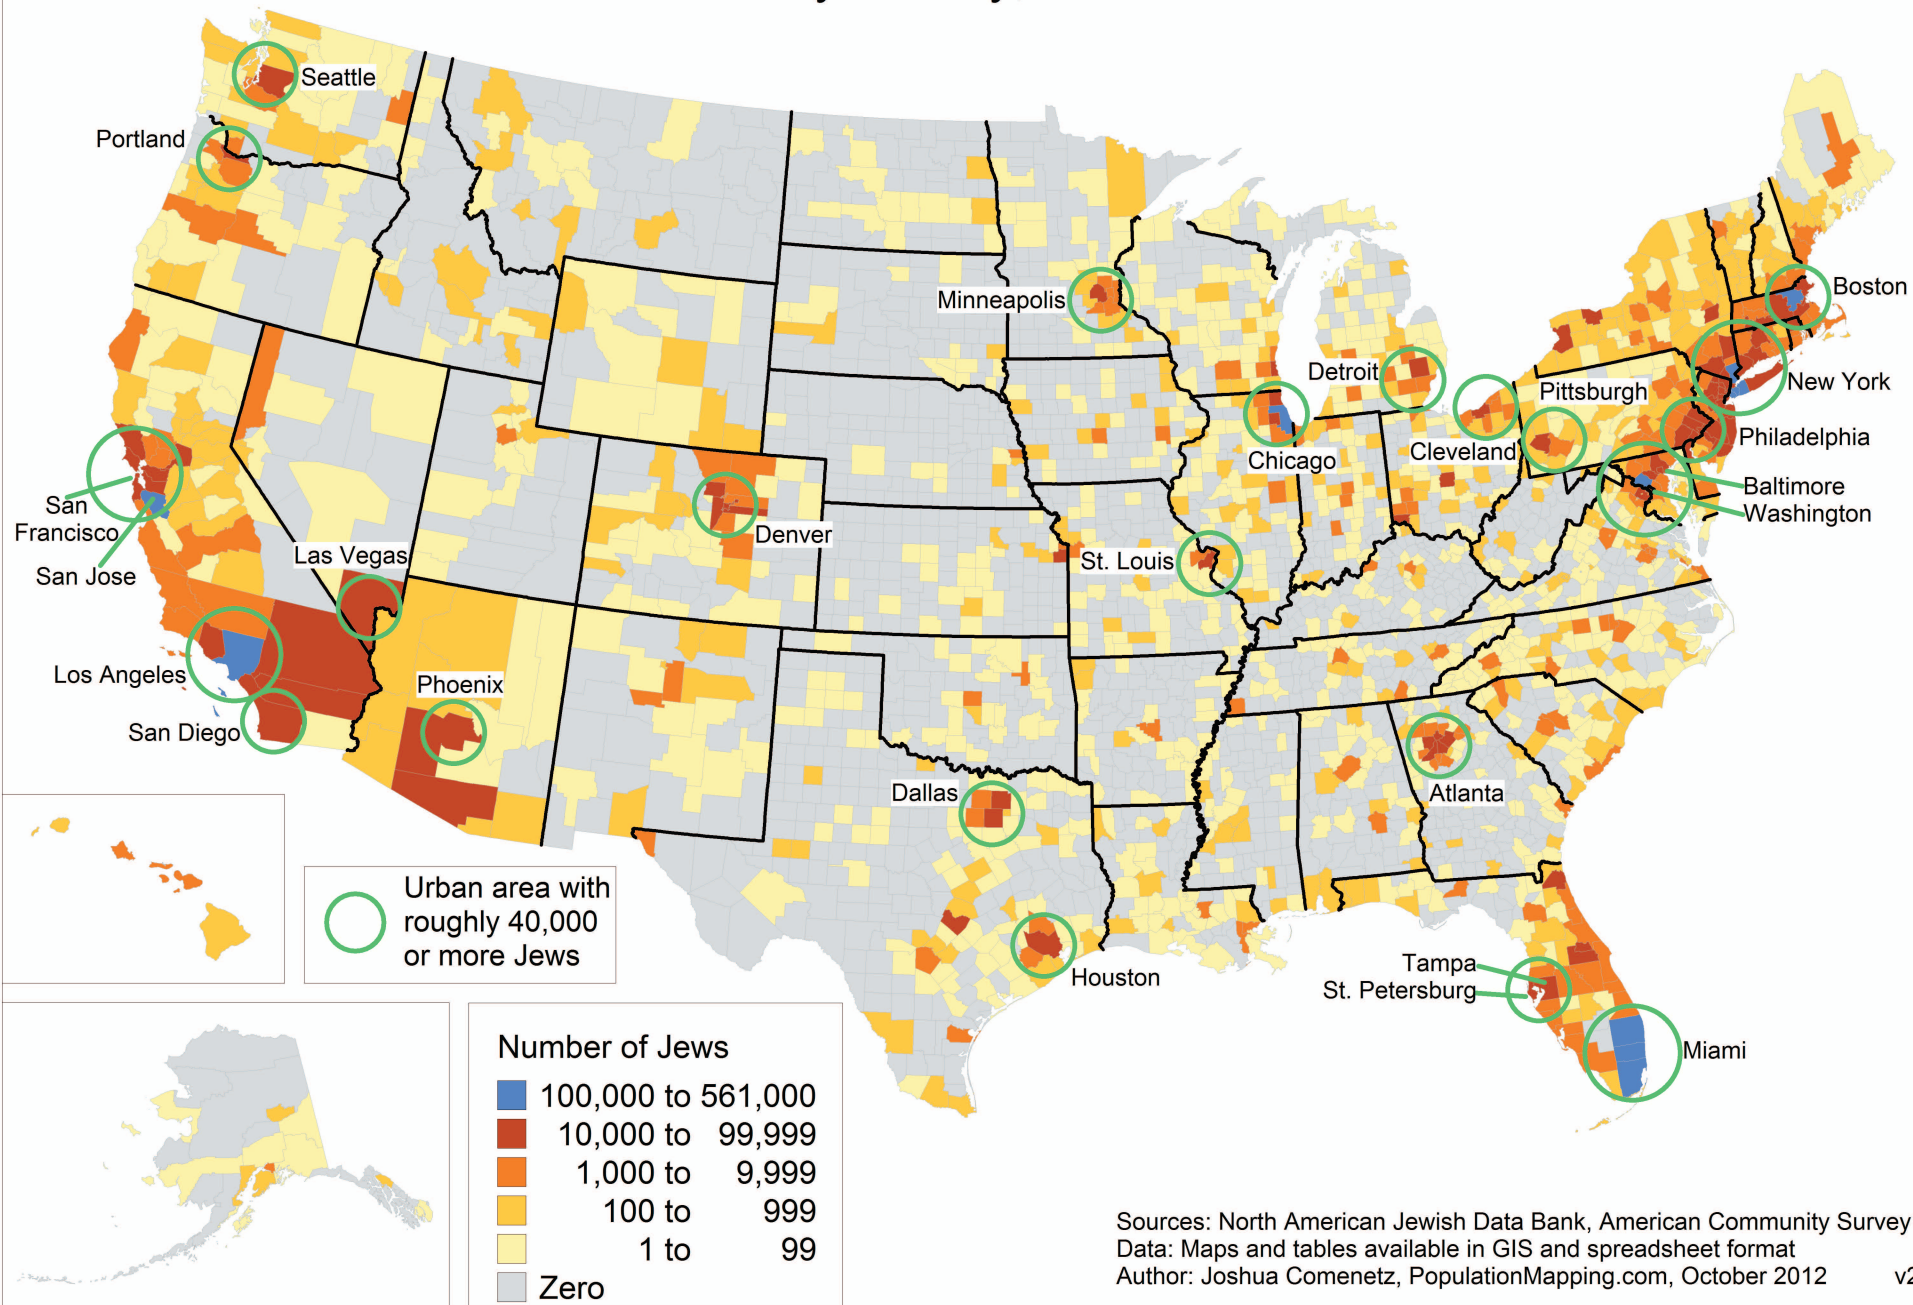 Seattle
Portland
Minneapolis
Boston
Detroit
Pittsburgh
New York
Chicago
Cleveland
Philadelphia
San
Francisco
San Jose
Baltimore
Washington
Denver
Las Vegas
St. Louis
Los Angeles
Phoenix
San Diego
Dallas
Atlanta
Urban area with
roughly 40,000
or more Jews
Houston
Tampa
St. Petersburg
Miami
Number of Jews
100,000 to 561,000
10,000 to 99,999
1,000 to 9,999
100 to 999
1 to 99
Zero
Sources: North American Jewish Data Bank, American Community Survey
Data: Maps and tables available in GIS and spreadsheet format
Author: Joshua Comenetz, PopulationMapping.com, October 2012 v2